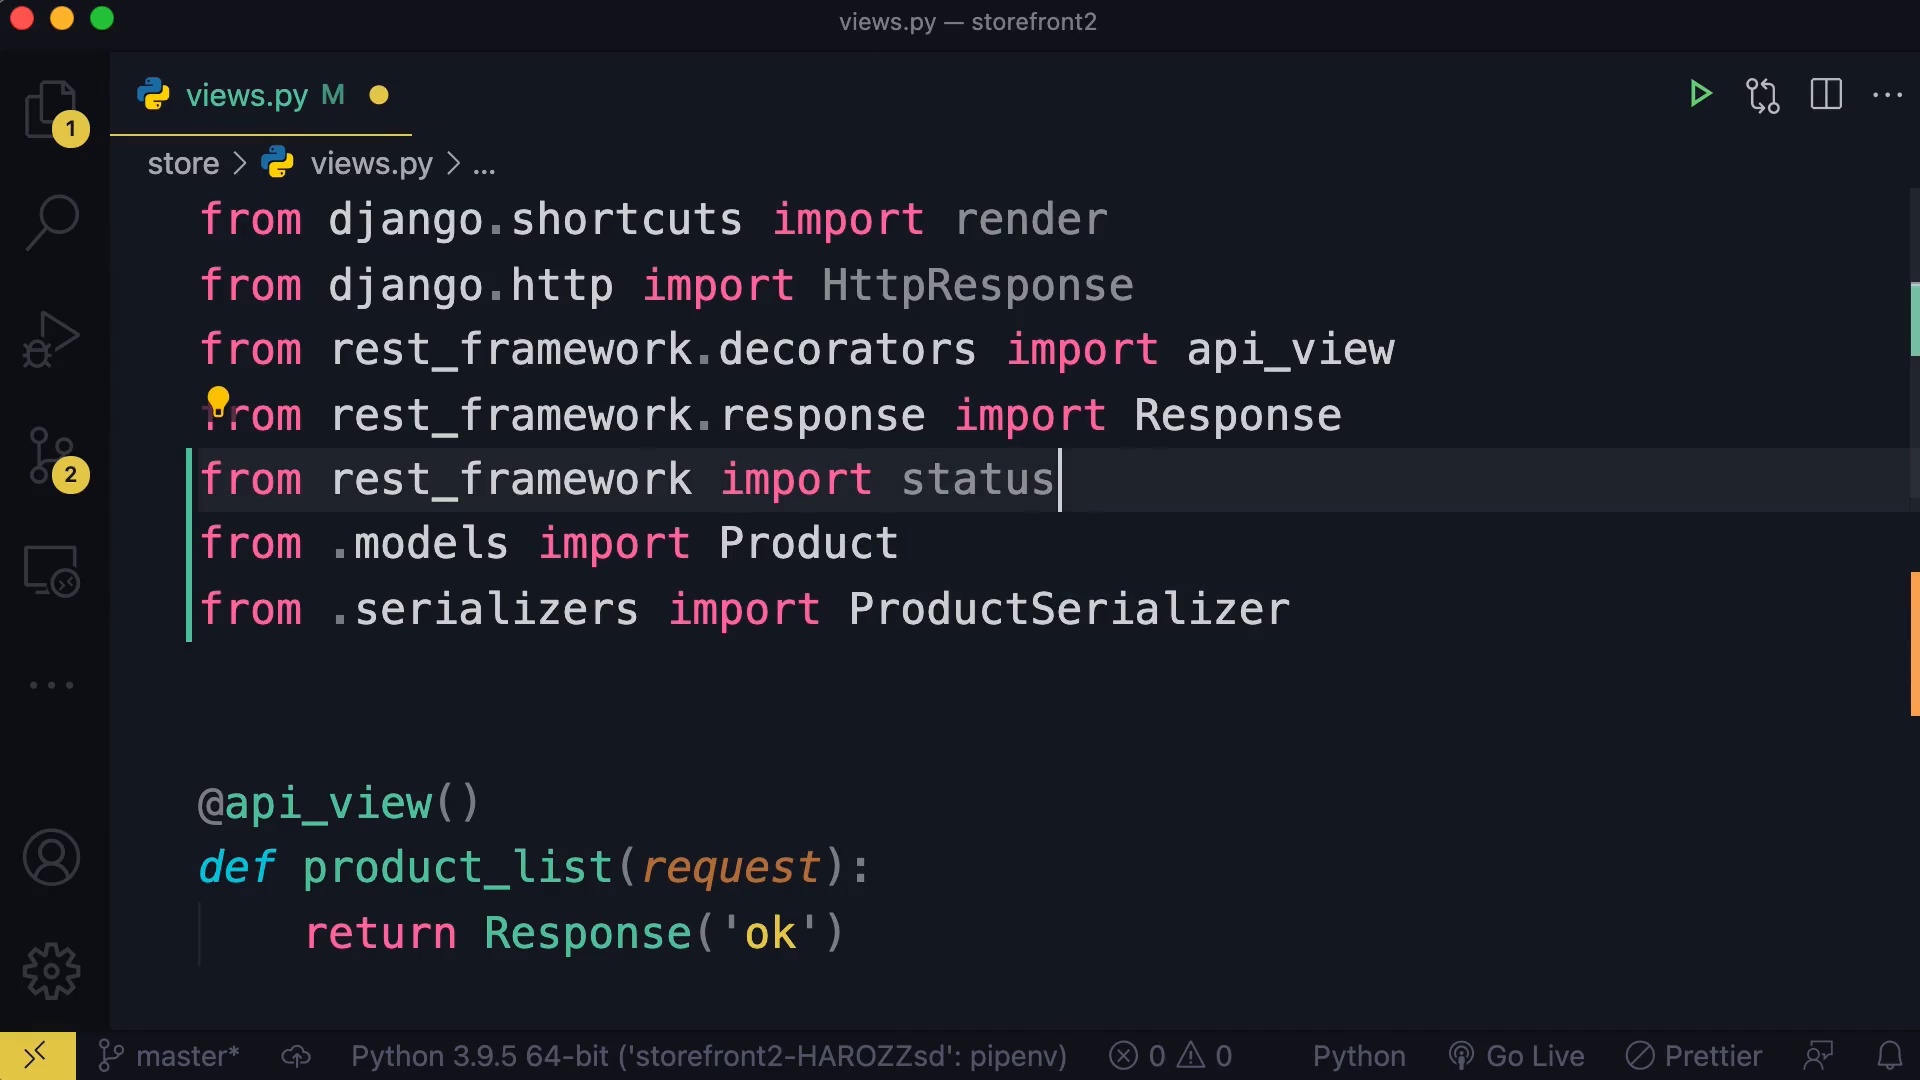 views.py — storefront2
views.py M
1
store > views.py > ...
from django.shortcuts import render
from django.http import HttpResponse
from rest_framework.decorators import api_view
from rest_framework.response import Response
from rest_framework import status
from .models import Product
from .serializers import ProductSerializer
2
@api_view()
def product_list(request):
    return Response('ok')
master* Python 3.9.5 64-bit ('storefront2-HAROZZsd': pipenv) 0 0 Python Go Live Prettier